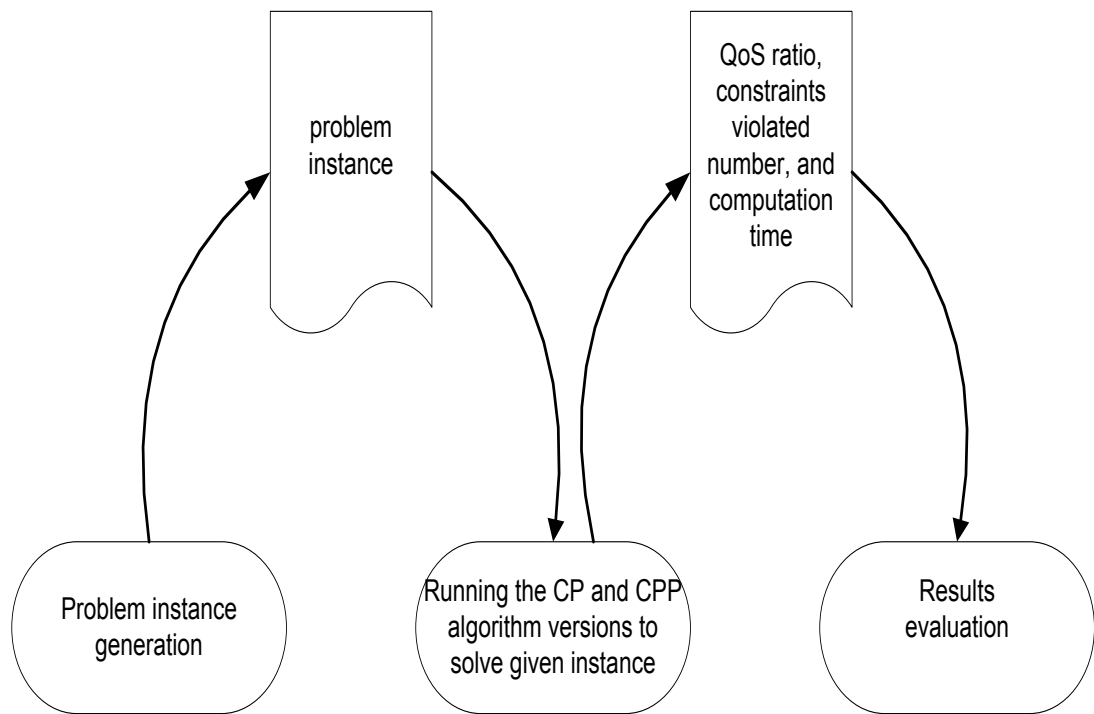 problem
instance
QoS ratio,
constraints
violated
number, and
computation
time
Problem instance
generation
Running the CP and CPP
algorithm versions to
solve given instance
Results
evaluation